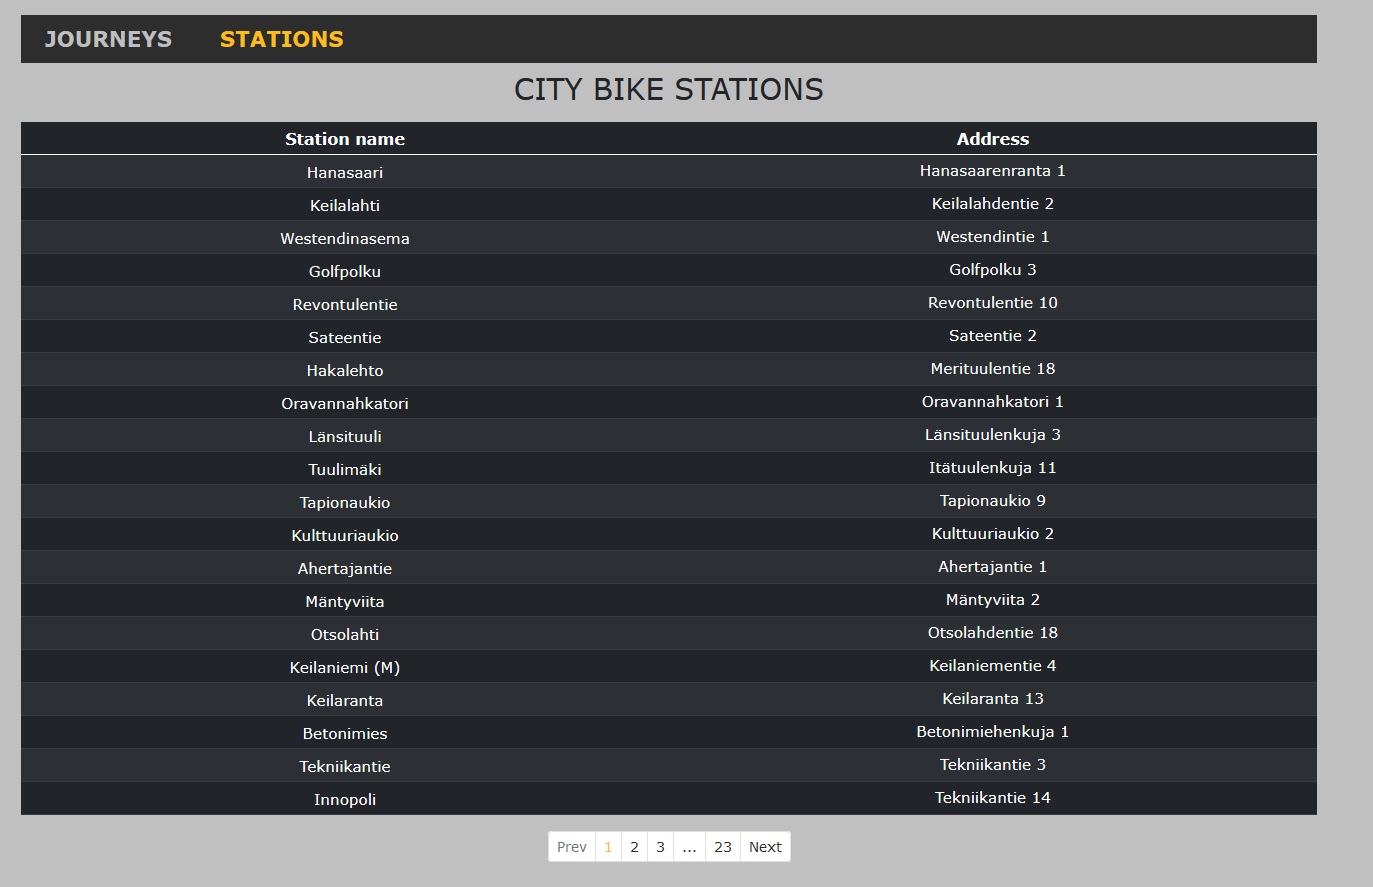 JOURNEYS STATIONS
CITY BIKE STATIONS
Station name Address
Hanasaari Hanasaarenranta 1
Keilalahti Keilalahdentie 2
Westendinasema Westendintie 1
Golfpolku Golfpolku 3
Revontulentie Revontulentie 10
Sateentie Sateentie 2
Hakalehto Merituulentie 18
Oravannahkatori Oravannahkatori 1
Länsituuli Länsituulenkuja 3
Tuulimäki Itätuulenkuja 11
Tapionaukio Tapionaukio 9
Kulttuuriaukio Kulttuuriaukio 2
Ahertajantie Ahertajantie 1
Mäntyviita Mäntyviita 2
Otsolahti Otsolahdentie 18
Keilaniemi (M) Keilaniementie 4
Keilaranta Keilaranta 13
Betonimies Betonimiehenkuja 1
Tekniikantie Tekniikantie 3
Innopoli Tekniikantie 14
Prev 1 2 3 ... 23 Next